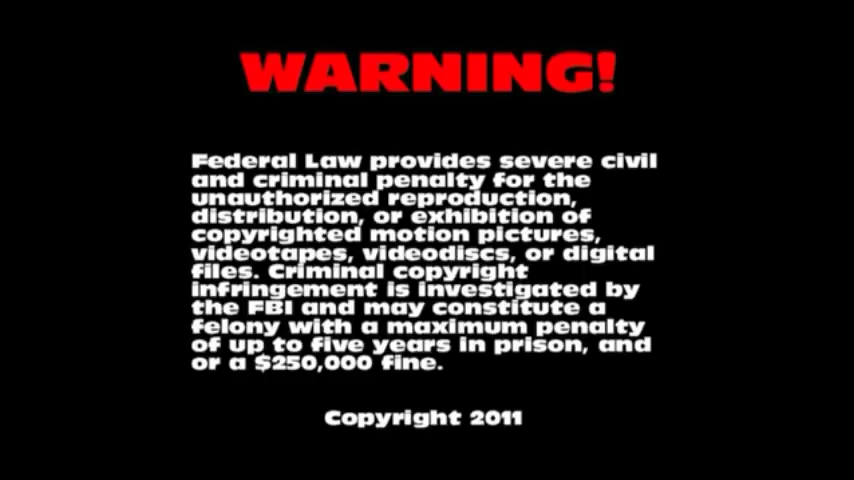 WARNING!
Federal Law provides severe civil
and criminal penalty for the
unauthorized reproduction,
distribution, or exhibition of
copyrighted motion pictures,
videotapes, videodiscs, or digital
files. Criminal copyright
infringement is investigated by
the FBI and may constitute a
felony with a maximum penalty
of up to five years in prison, and
or a $250,000 fine.
Copyright 2011